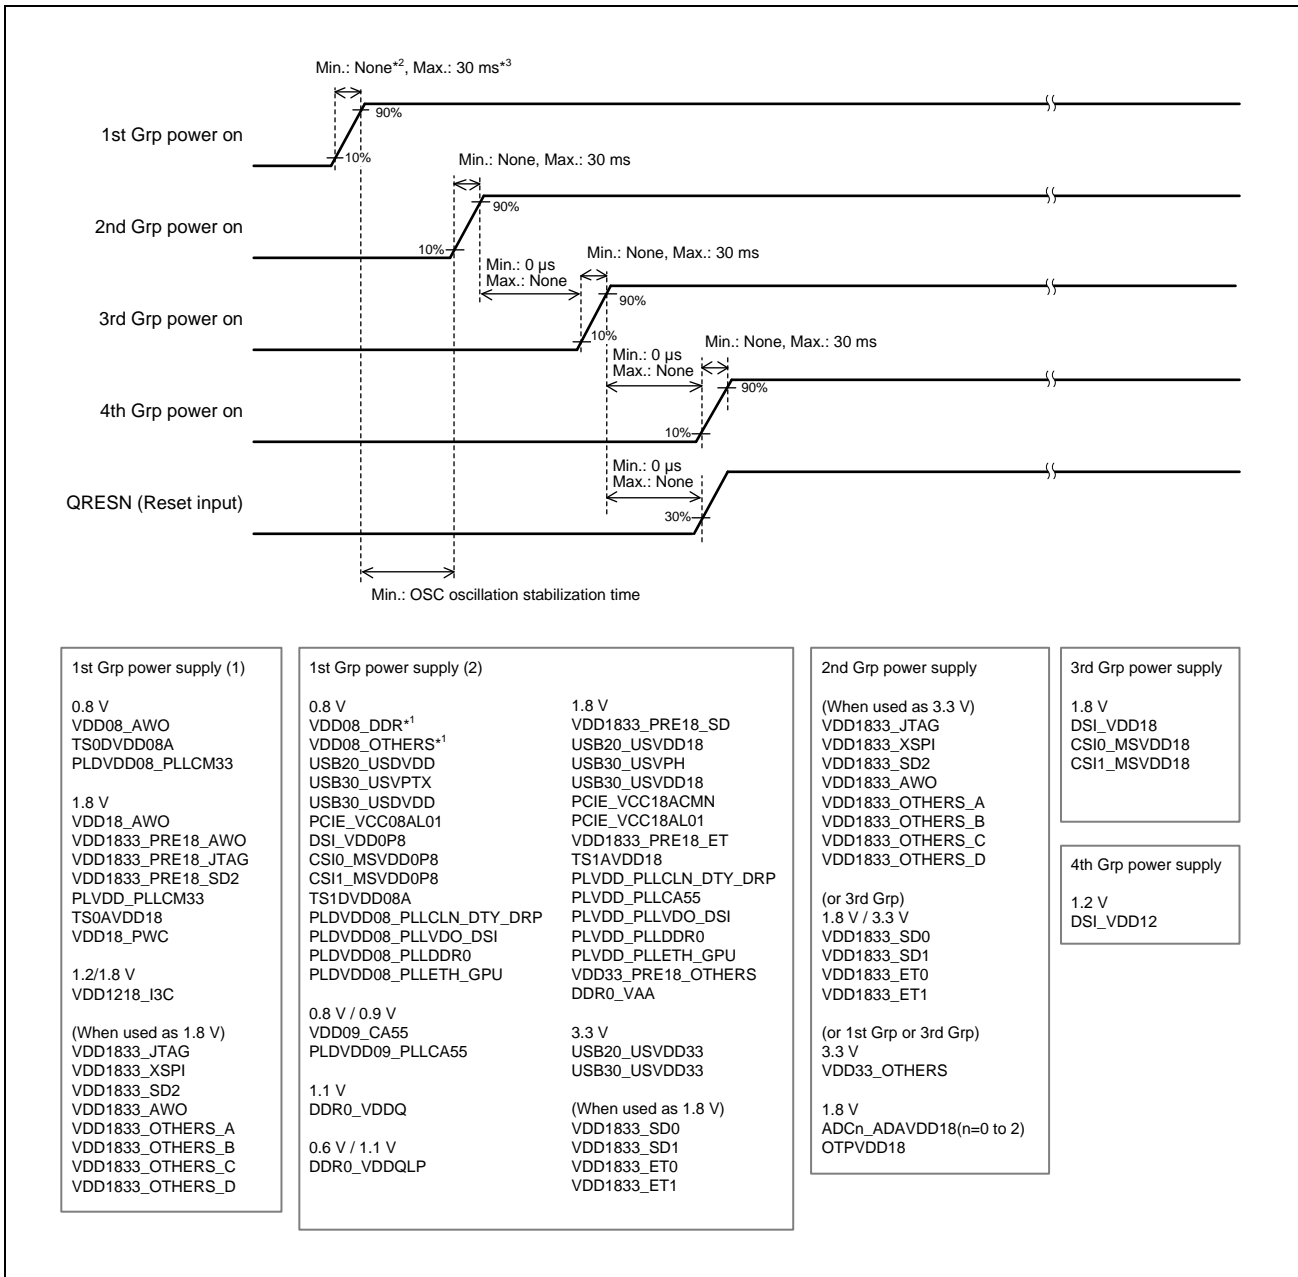 Min.: None*2, Max.: 30 ms*3
90%
1st Grp power on
10%
Min.: None, Max.: 30 ms
90%
2nd Grp power on
10%
Min.: 0 µs
Max.: None
Min.: None, Max.: 30 ms
90%
3rd Grp power on
10%
Min.: 0 µs
Max.: None
Min.: None, Max.: 30 ms
90%
4th Grp power on
10%
Min.: 0 µs
Max.: None
QRESN (Reset input)
30%
Min.: OSC oscillation stabilization time
1st Grp power supply (1)
0.8 V
VDD08_AWO
TS0DVDD08A
PLDVDD08_PLLCM33
1.8 V
VDD18_AWO
VDD1833_PRE18_AWO
VDD1833_PRE18_JTAG
VDD1833_PRE18_SD2
PLVDD_PLLCM33
TS0AVDD18
VDD18_PWC
1.2/1.8 V
VDD1218_I3C
(When used as 1.8 V)
VDD1833_JTAG
VDD1833_XSPI
VDD1833_SD2
VDD1833_AWO
VDD1833_OTHERS_A
VDD1833_OTHERS_B
VDD1833_OTHERS_C
VDD1833_OTHERS_D
1st Grp power supply (2)
0.8 V
VDD08_DDR*1
VDD08_OTHERS*1
USB20_USDVDD
USB30_USVPTX
USB30_USDVDD
PCIE_VCC08AL01
DSI_VDD0P8
CSI0_MSVDD0P8
CSI1_MSVDD0P8
TS1DVDD08A
PLDVDD08_PLLCLN_DTY_DRP
PLDVDD08_PLLVDO_DSI
PLDVDD08_PLLDDR0
PLDVDD08_PLLETH_GPU
0.8 V / 0.9 V
VDD09_CA55
PLDVDD09_PLLCA55
1.1 V
DDR0_VDDQ
0.6 V / 1.1 V
DDR0_VDDQLP
1.8 V
VDD1833_PRE18_SD
USB20_USVDD18
USB30_USVPH
USB30_USVDD18
PCIE_VCC18ACMN
PCIE_VCC18AL01
VDD1833_PRE18_ET
TS1AVDD18
PLVDD_PLLCLN_DTY_DRP
PLVDD_PLLCA55
PLVDD_PLLVDO_DSI
PLVDD_PLLDDR0
PLVDD_PLLETH_GPU
VDD33_PRE18_OTHERS
DDR0_VAA
3.3 V
USB20_USVDD33
USB30_USVDD33
(When used as 1.8 V)
VDD1833_SD0
VDD1833_SD1
VDD1833_ET0
VDD1833_ET1
2nd Grp power supply
(When used as 3.3 V)
VDD1833_JTAG
VDD1833_XSPI
VDD1833_SD2
VDD1833_AWO
VDD1833_OTHERS_A
VDD1833_OTHERS_B
VDD1833_OTHERS_C
VDD1833_OTHERS_D
(or 3rd Grp)
1.8 V / 3.3 V
VDD1833_SD0
VDD1833_SD1
VDD1833_ET0
VDD1833_ET1
(or 1st Grp or 3rd Grp)
3.3 V
VDD33_OTHERS
1.8 V
ADCn_ADAVDD18(n=0 to 2)
OTPVDD18
3rd Grp power supply
1.8 V
DSI_VDD18
CSI0_MSVDD18
CSI1_MSVDD18
4th Grp power supply
1.2 V
DSI_VDD12